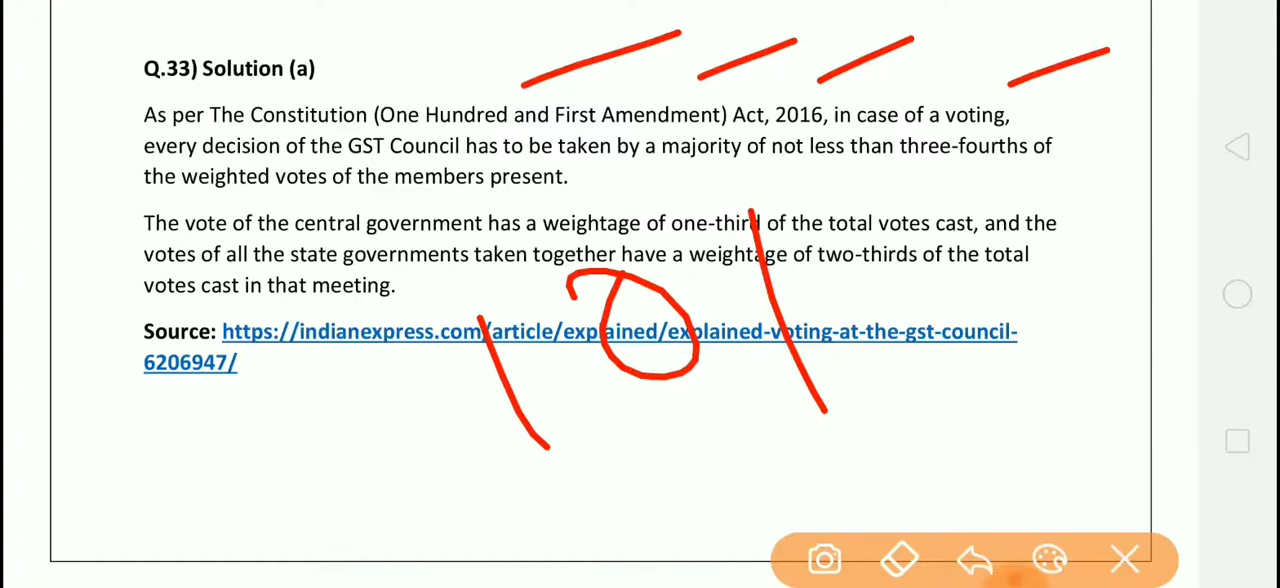 Q.33) Solution (a)
As per The Constitution (One Hundred and First Amendment) Act, 2016, in case of a voting,
every decision of the GST Council has to be taken by a majority of not less than three-fourths of
the weighted votes of the members present.
The vote of the central government has a weightage of one-third of the total votes cast, and the
votes of all the state governments taken together have a weightage of two-thirds of the total
votes cast in that meeting.
Source: https://indianexpress.com/article/explained/explained-voting-at-the-gst-council-
6206947/
101